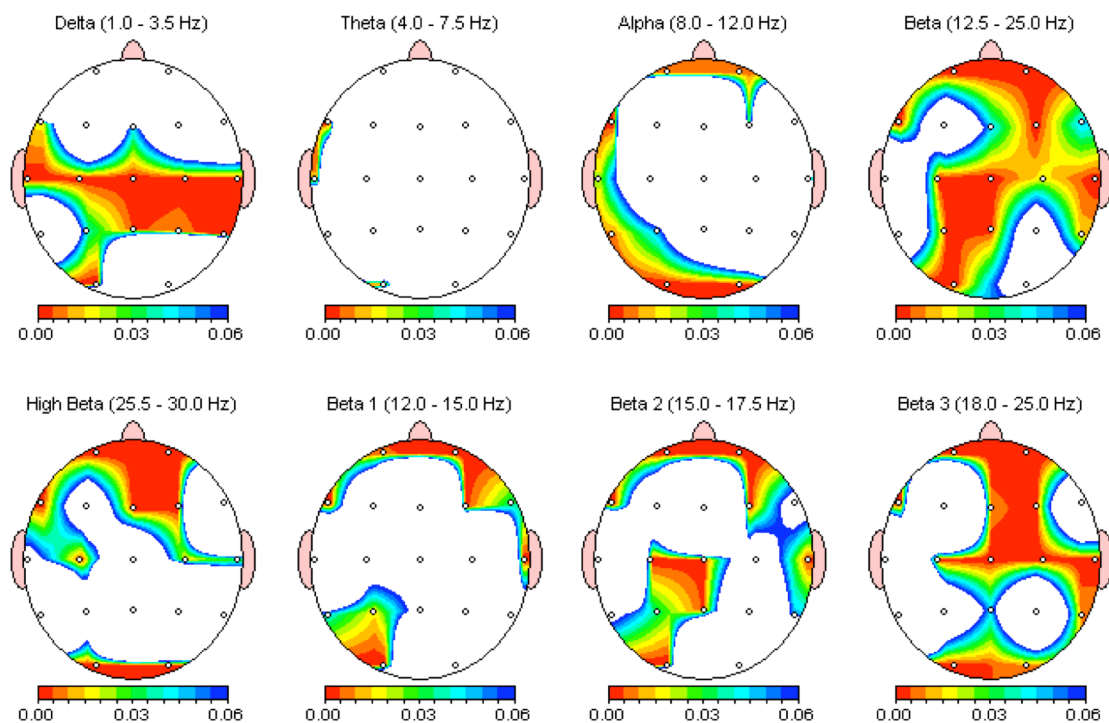 Delta (1.0 - 3.5 Hz)
Theta (4.0 - 7.5 Hz)
Alpha (8.0 - 12.0 Hz)
Beta (12.5 - 25.0 Hz)
0.00 0.03 0.06
0.00 0.03 0.06
0.00 0.03 0.06
0.00 0.03 0.06
High Beta (25.5 - 30.0 Hz)
Beta 1 (12.0 - 15.0 Hz)
Beta 2 (15.0 - 17.5 Hz)
Beta 3 (18.0 - 25.0 Hz)
0.00 0.03 0.06
0.00 0.03 0.06
0.00 0.03 0.06
0.00 0.03 0.06